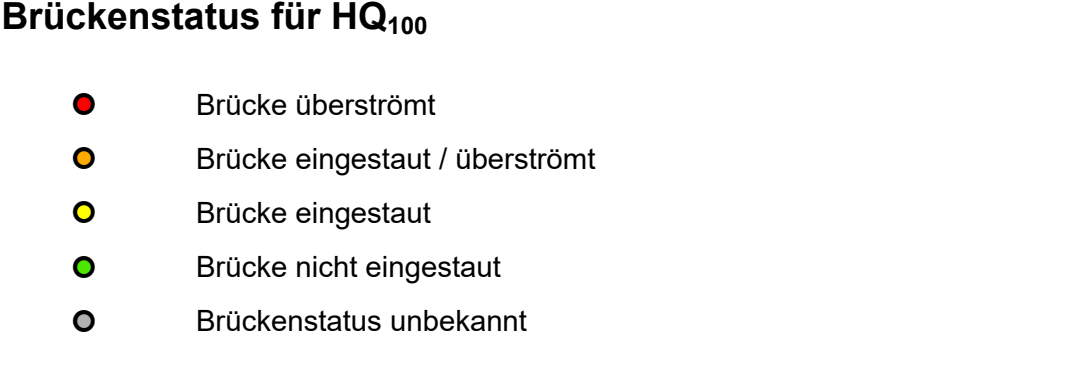 Brückenstatus für HQ₁₀₀
Brücke überströmt
Brücke eingestaut / überströmt
Brücke eingestaut
Brücke nicht eingestaut
Brückenstatus unbekannt